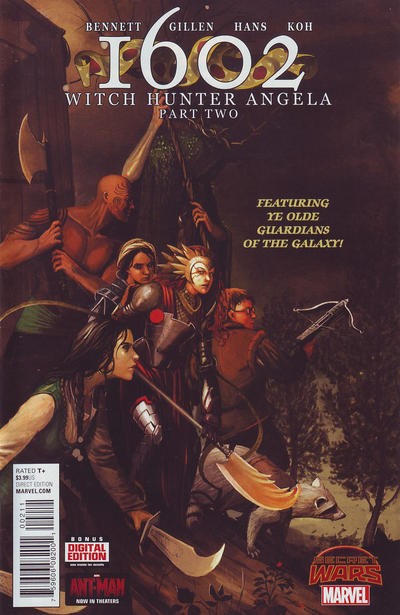 BENNETT GILLEN HANS KOH
1602
WITCH HUNTER ANGELA
PART TWO
FEATURING
YE OLDE
GUARDIANS
OF THE GALAXY!
RATED T+
$3.99US
DIRECT EDITION
MARVEL.COM
00211
BONUS
DIGITAL
EDITION
ANT-MAN
NOW IN THEATERS
SECRET
WARS
MARVEL